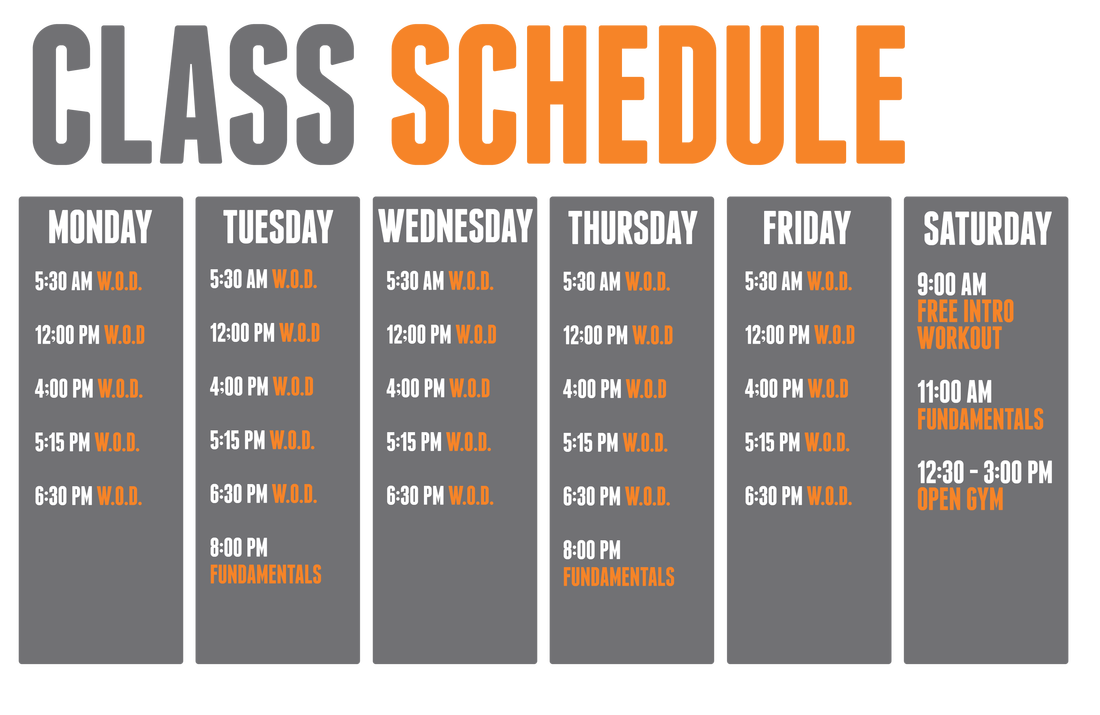 CLASS SCHEDULE
MONDAY
5:30 AM W.O.D.
12;00 PM W.O.D
4;00 PM W.O.D.
5:15 PM W.O.D.
6:30 PM W.O.D.
TUESDAY
5:30 AM W.O.D.
12;00 PM W.O.D
4;00 PM W.O.D
5:15 PM W.O.D.
6:30 PM W.O.D.
8:00 PM
FUNDAMENTALS
WEDNESDAY
5:30 AM W.O.D.
12;00 PM W.O.D
4;00 PM W.O.D
5:15 PM W.O.D.
6:30 PM W.O.D.
THURSDAY
5:30 AM W.O.D.
12;00 PM W.O.D
4;00 PM W.O.D
5:15 PM W.O.D.
6:30 PM W.O.D.
8:00 PM
FUNDAMENTALS
FRIDAY
5:30 AM W.O.D.
12;00 PM W.O.D
4;00 PM W.O.D
5:15 PM W.O.D.
6:30 PM W.O.D.
SATURDAY
9:00 AM
FREE INTRO
WORKOUT
11:00 AM
FUNDAMENTALS
12:30 - 3:00 PM
OPEN GYM